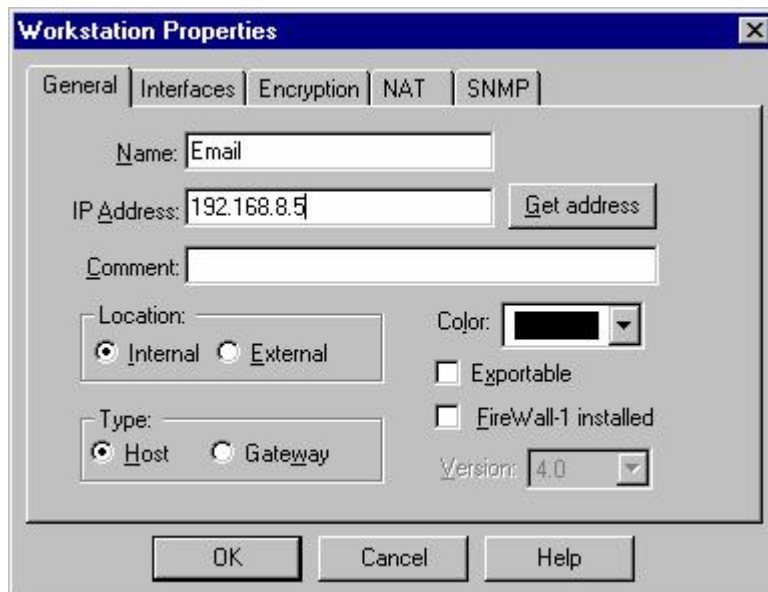 Workstation Properties
General Interfaces Encryption NAT SNMP
Name: Email
IP Address: 192.168.8.5 Get address
Comment:
Location: Color:
Internal External
Exportable
Type: FireWall-1 installed
Host Gateway
Version: 4.0
OK Cancel Help